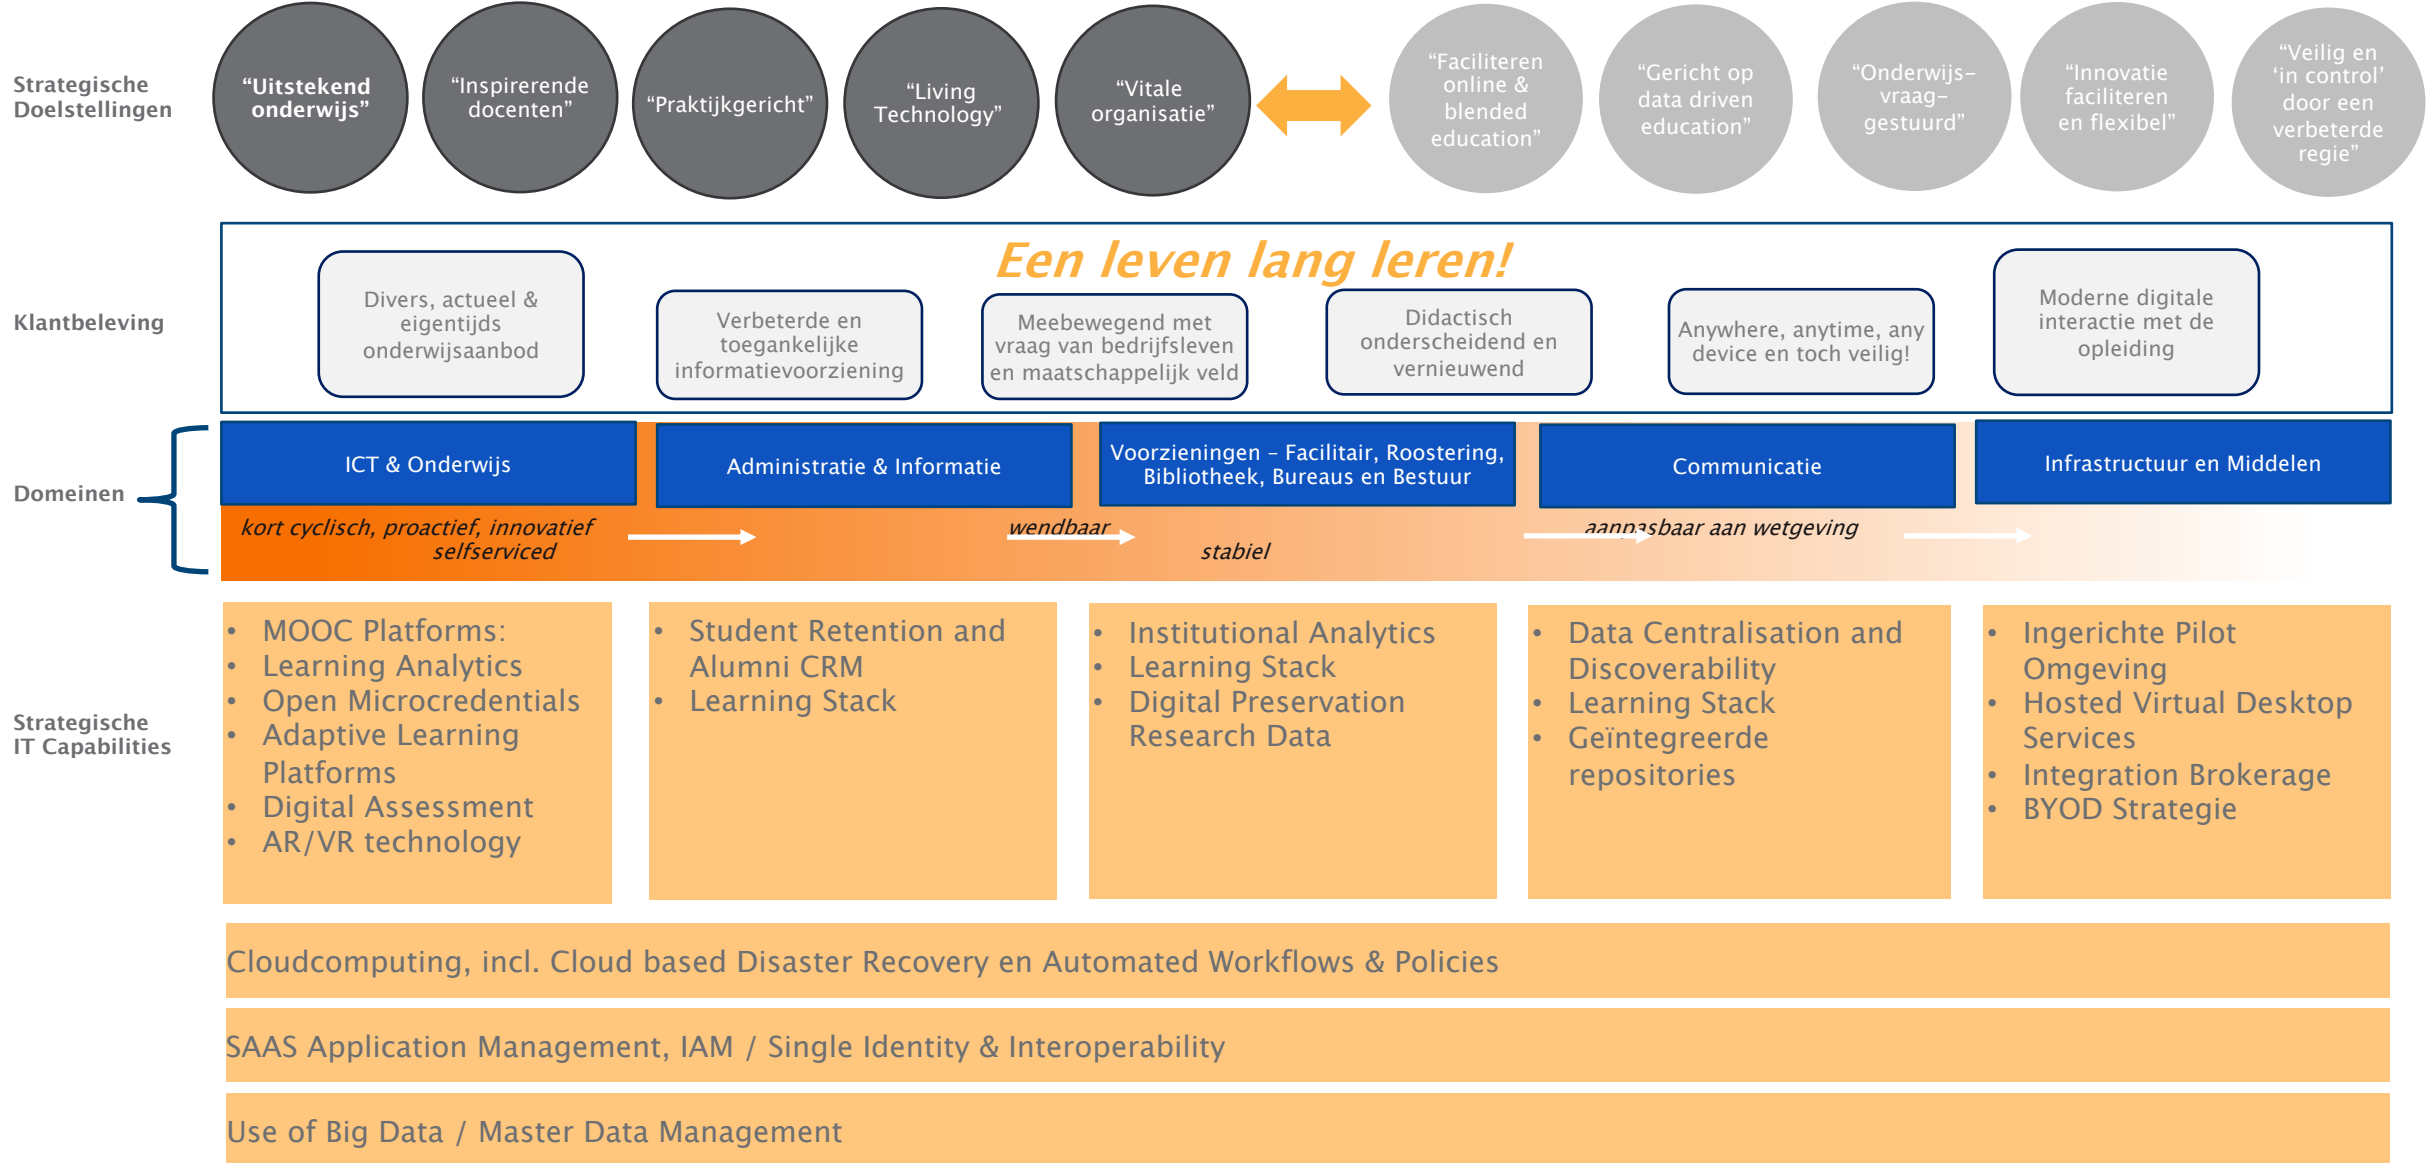 Strategische
Doelstellingen
“Uitstekend
onderwijs”
“Inspirerende
docenten”
“Praktijkgericht”
“Living
Technology”
“Vitale
organisatie”
“Faciliteren
online &
blended
education”
“Gericht op
data driven
education”
“Onderwijs-
vraag-
gestuurd”
“Innovatie
faciliteren
en flexibel”
“Veilig en
‘in control’
door een
verbeterde
regie”
Klantbeleving
Een leven lang leren!
Divers, actueel &
eigentijds
onderwijsaanbod
Verbeterde en
toegankelijke
informatievoorziening
Meebewegend met
vraag van bedrijfsleven
en maatschappelijk veld
Didactisch
onderscheidend en
vernieuwend
Anywhere, anytime, any
device en toch veilig!
Moderne digitale
interactie met de
opleiding
Domeinen
ICT & Onderwijs
Administratie & Informatie
Voorzieningen – Facilitair, Roostering,
Bibliotheek, Bureaus en Bestuur
Communicatie
Infrastructuur en Middelen
kort cyclisch, proactief, innovatief
selfserviced
wendbaar
stabiel
aanpasbaar aan wetgeving
Strategische
IT Capabilities
• MOOC Platforms:
• Learning Analytics
• Open Microcredentials
• Adaptive Learning
Platforms
• Digital Assessment
• AR/VR technology
• Student Retention and
Alumni CRM
• Learning Stack
• Institutional Analytics
• Learning Stack
• Digital Preservation
Research Data
• Data Centralisation and
Discoverability
• Learning Stack
• Geïntegreerde
repositories
• Ingerichte Pilot
Omgeving
• Hosted Virtual Desktop
Services
• Integration Brokerage
• BYOD Strategie
Cloudcomputing, incl. Cloud based Disaster Recovery en Automated Workflows & Policies
SAAS Application Management, IAM / Single Identity & Interoperability
Use of Big Data / Master Data Management